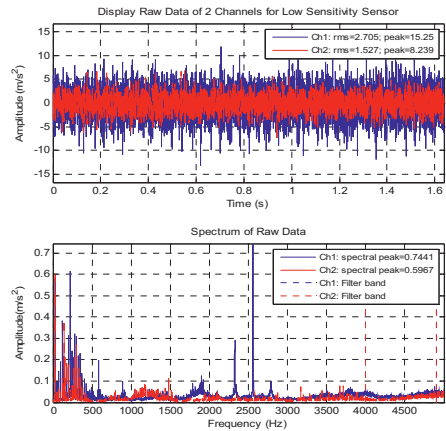 Display Raw Data of 2 Channels for Low Sensitivity Sensor
Ch1: rms=2.705; peak=15.25
Ch2: rms=1.527; peak=8.239
Amplitude (m/s²)
15
10
5
0
-5
-10
-15
0 0.2 0.4 0.6 0.8 1 1.2 1.4 1.6
Time (s)
Spectrum of Raw Data
Ch1: spectral peak=0.7441
Ch2: spectral peak=0.5967
Ch1: Filter band
Ch2: Filter band
Amplitude(m/s²)
0.7
0.6
0.5
0.4
0.3
0.2
0.1
0
0 500 1000 1500 2000 2500 3000 3500 4000 4500
Frequency (Hz)